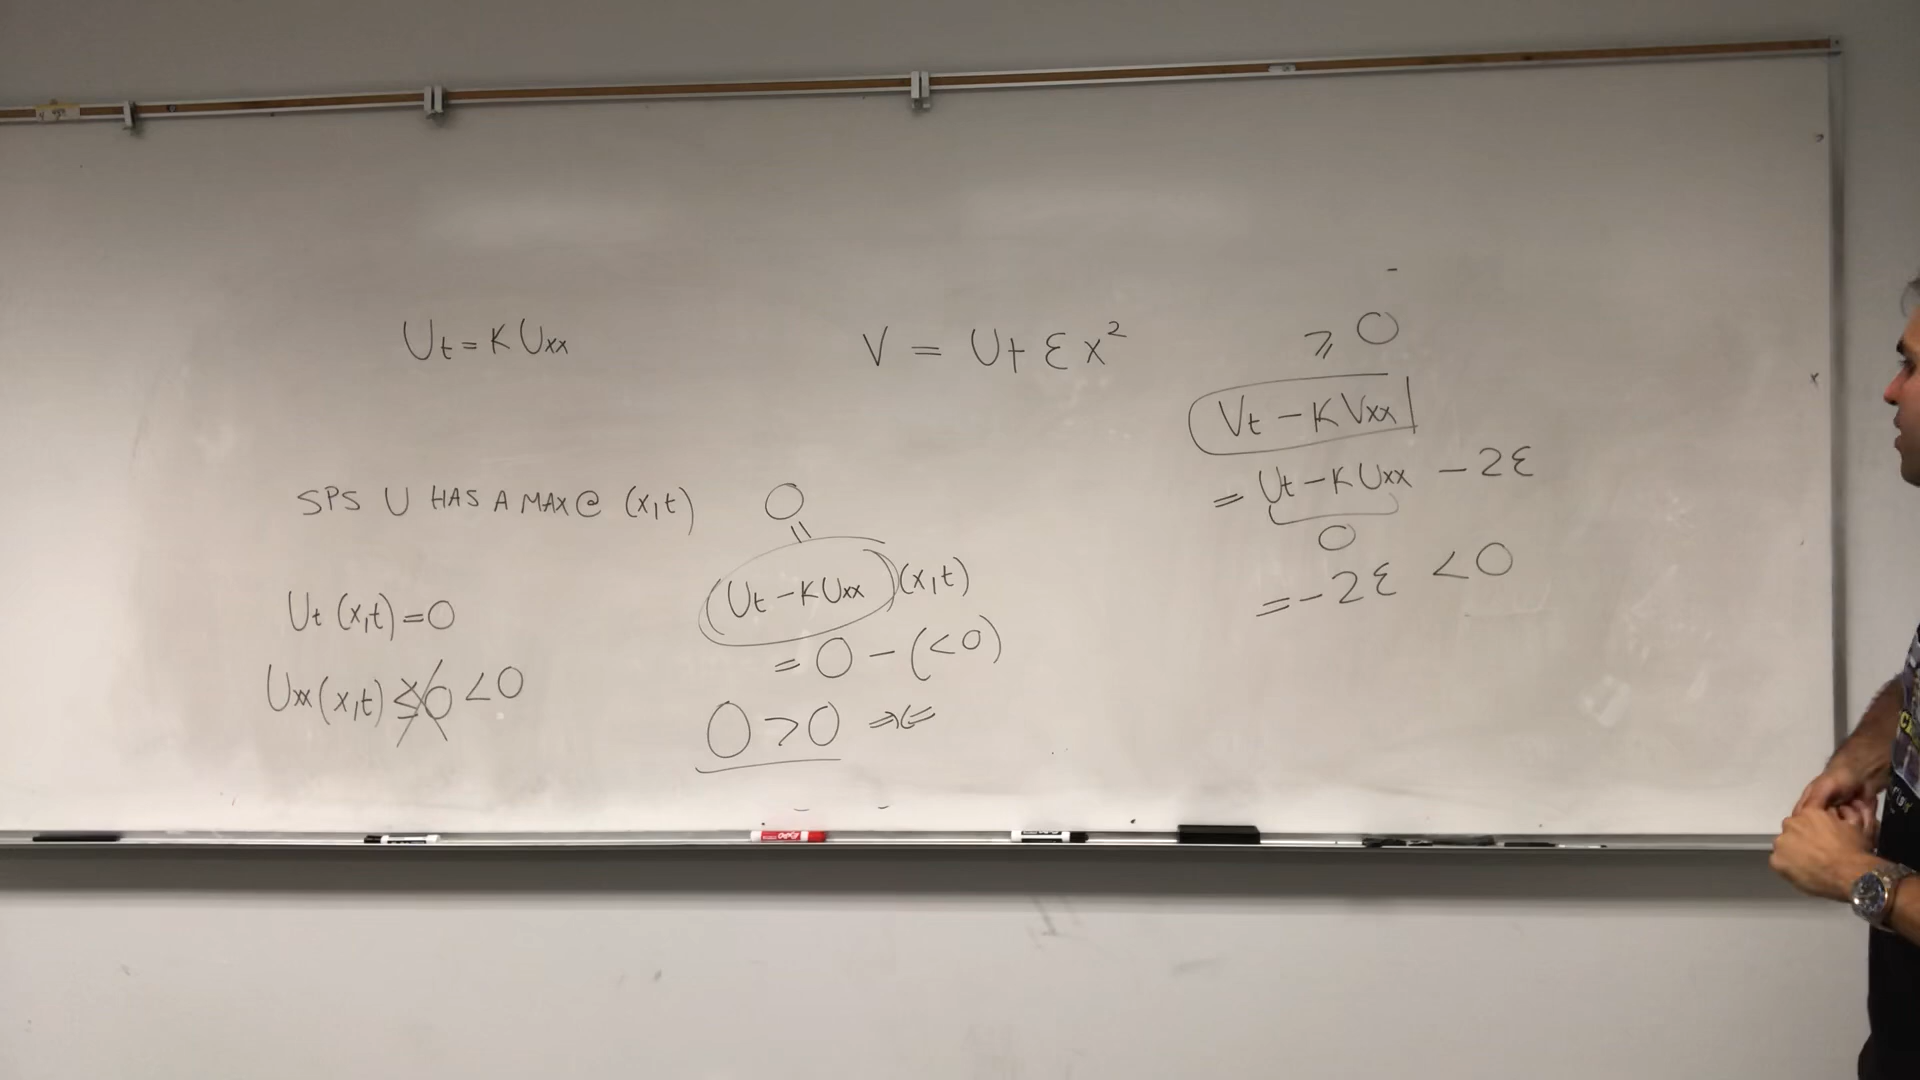 Ut = K Uxx
SPS U HAS A MAX @ (x,t)
Ut (x,t) = 0
Uxx (x,t) ≤ 0 < 0
V = U + ε x²
0
=
(Ut - K Uxx)(x,t)
= 0 - (<0)
0 > 0 ⇒⇐
≥ 0
Vt - K Vxx
= Ut - K Uxx - 2ε
0
= -2ε < 0